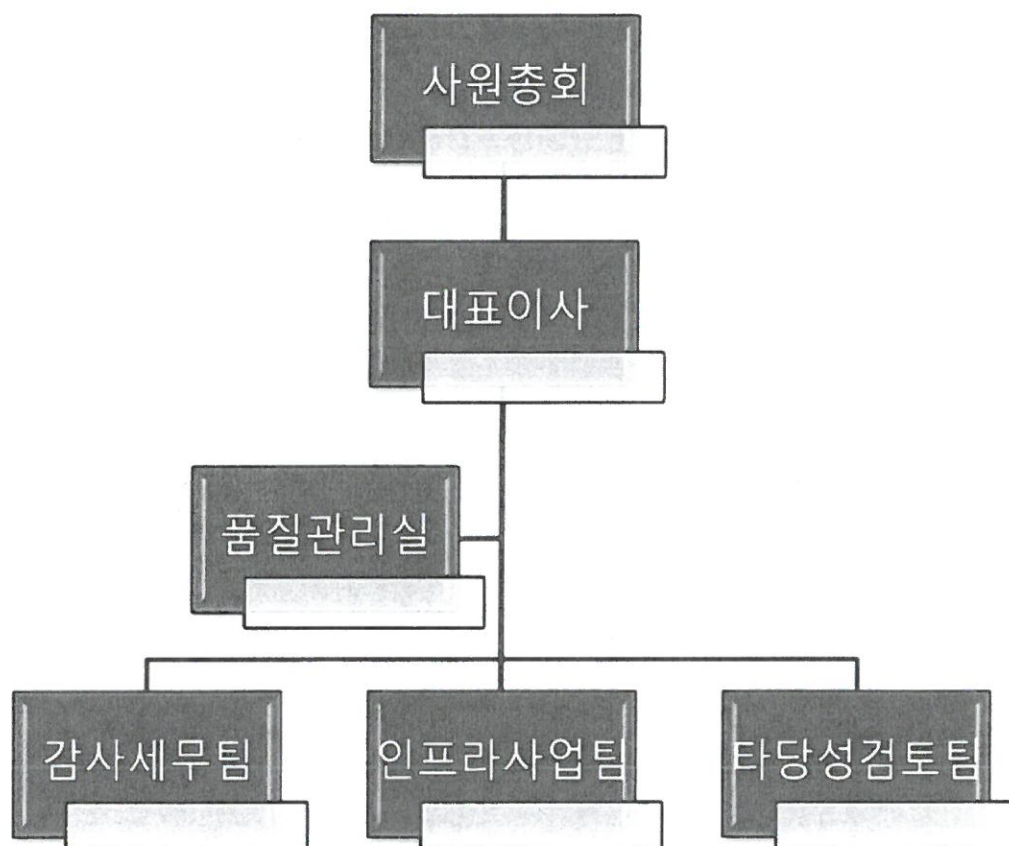 사원총회
대표이사
품질관리실
감사세무팀
인프라사업팀
타당성검토팀